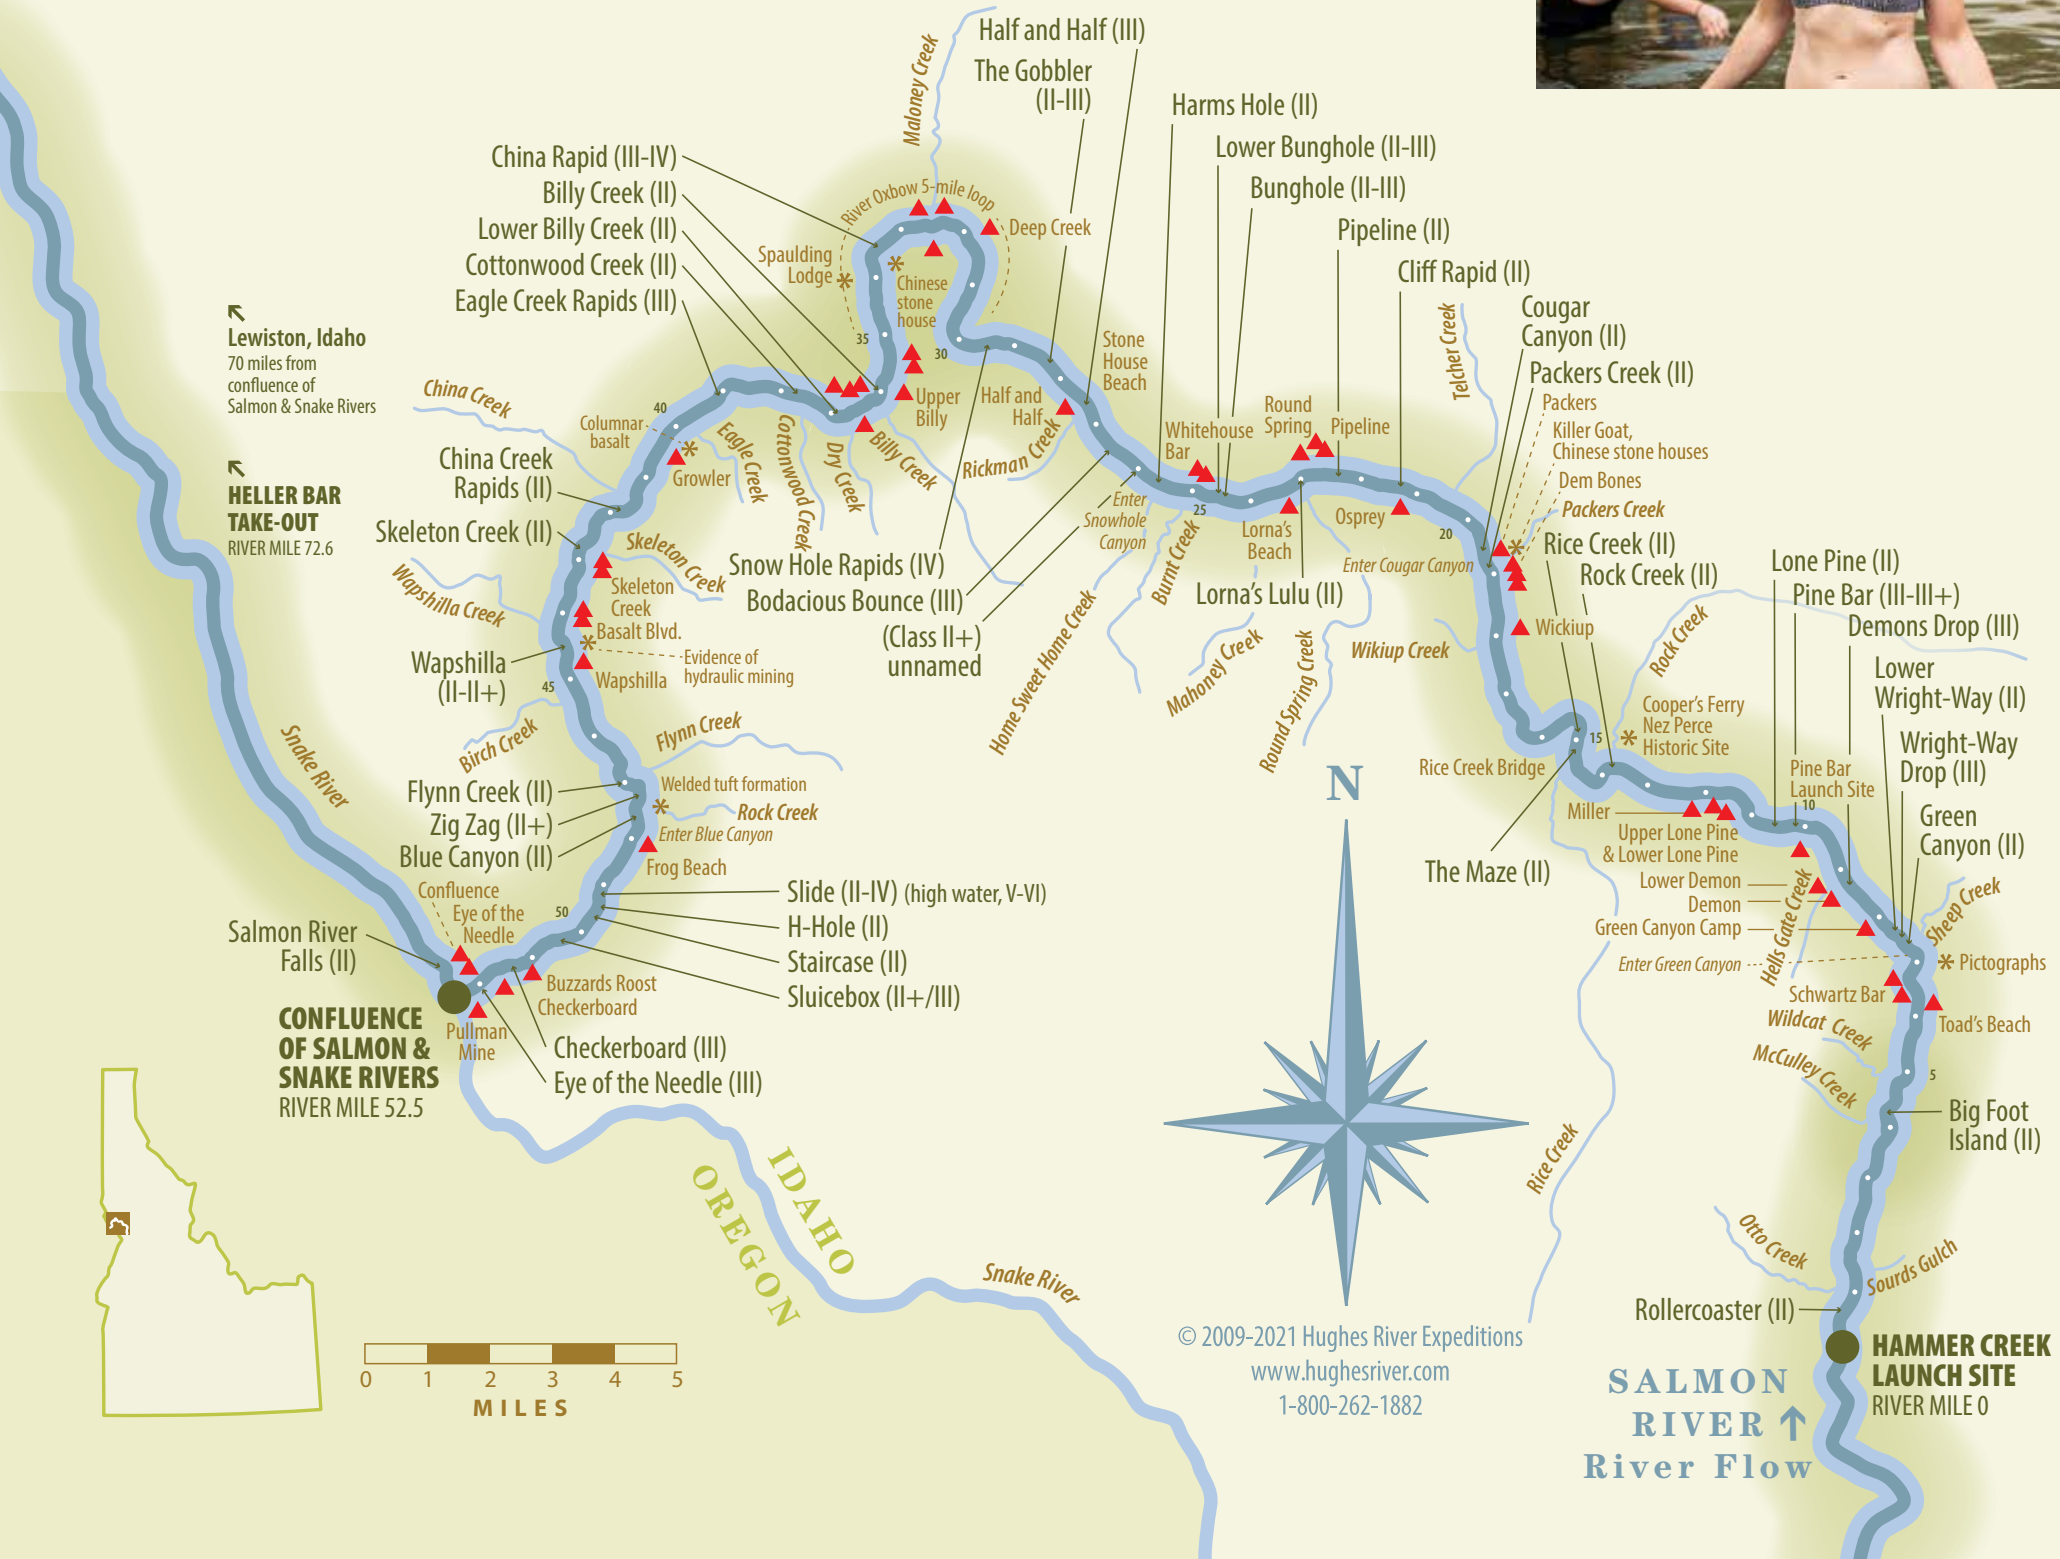 Half and Half (III)
The Gobbler
(II-III)
Maloney Creek
Harms Hole (II)
Lower Bunghole (II-III)
Bunghole (II-III)
Pipeline (II)
Cliff Rapid (II)
Cougar
Canyon (II)
Packers Creek (II)
China Rapid (III-IV)
Billy Creek (II)
Lower Billy Creek (II)
Cottonwood Creek (II)
Eagle Creek Rapids (III)
River Oxbow 5-mile loop
Deep Creek
Spaulding
Lodge
Chinese
stone
house
35
30
Stone
House
Beach
Half and
Half
Upper
Billy
Rickman Creek
Whitehouse
Bar
Round
Spring
Pipeline
Telcher Creek
Packers
Killer Goat,
Chinese stone houses
Dem Bones
Packers Creek
Lewiston, Idaho
70 miles from
confluence of
Salmon & Snake Rivers
China Creek
Columnar
basalt
40
Growler
Eagle Creek
Cottonwood Creek
Dry Creek
Billy Creek
HELLER BAR
TAKE-OUT
RIVER MILE 72.6
China Creek
Rapids (II)
Skeleton Creek (II)
Skeleton Creek
Wapshilla Creek
Skeleton
Creek
Basalt Blvd.
Evidence of
hydraulic mining
Wapshilla
Wapshilla
(II-II+)
45
Snow Hole Rapids (IV)
Bodacious Bounce (III)
(Class II+)
unnamed
Enter
Snowhole
Canyon
25
Lorna's
Beach
Osprey
20
Enter Cougar Canyon
Lorna's Lulu (II)
Burnt Creek
Home Sweet Home Creek
Mahoney Creek
Round Spring Creek
Wikiup Creek
Wickiup
Rice Creek (II)
Rock Creek (II)
Lone Pine (II)
Pine Bar (III-III+)
Demons Drop (III)
Lower
Wright-Way (II)
Wright-Way
Drop (III)
Green
Canyon (II)
Rock Creek
Cooper's Ferry
Nez Perce
Historic Site
15
Rice Creek Bridge
Pine Bar
Launch Site
10
Miller
Upper Lone Pine
& Lower Lone Pine
The Maze (II)
Lower Demon
Demon
Green Canyon Camp
Enter Green Canyon
Hells Gate Creek
Sheep Creek
Pictographs
Schwartz Bar
Toad's Beach
Wildcat Creek
McCulley Creek
5
Big Foot
Island (II)
Birch Creek
Flynn Creek
Flynn Creek (II)
Zig Zag (II+)
Blue Canyon (II)
Welded tuft formation
Rock Creek
Enter Blue Canyon
Frog Beach
Snake River
Confluence
Eye of the
Needle
50
Slide (II-IV) (high water, V-VI)
H-Hole (II)
Staircase (II)
Sluicebox (II+/III)
Salmon River
Falls (II)
Buzzards Roost
Checkerboard
Pullman
Mine
CONFLUENCE
OF SALMON &
SNAKE RIVERS
RIVER MILE 52.5
Checkerboard (III)
Eye of the Needle (III)
N
IDAHO
OREGON
Snake River
Rice Creek
Otto Creek
Sourds Gulch
Rollercoaster (II)
HAMMER CREEK
LAUNCH SITE
RIVER MILE 0
SALMON
RIVER
River Flow
© 2009-2021 Hughes River Expeditions
www.hughesriver.com
1-800-262-1882
0 1 2 3 4 5
MILES